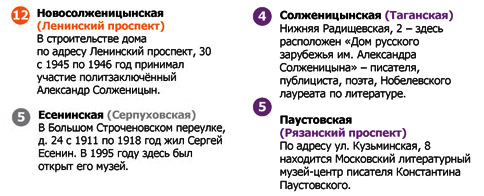 12 Новосолженицынская
(Ленинский проспект)
В строительстве дома
по адресу Ленинский проспект, 30
с 1945 по 1946 год принимал
участие политзаключённый
Александр Солженицын.
5 Есенинская (Серпуховская)
В Большом Строченовском переулке,
д. 24 с 1911 по 1918 год жил Сергей
Есенин. В 1995 году здесь был
открыт его музей.
4 Солженицынская (Таганская)
Нижняя Радищевская, 2 – здесь
расположен «Дом русского
зарубежья им. Александра
Солженицына» – писателя,
публициста, поэта, Нобелевского
лауреата по литературе.
5 Паустовская
(Рязанский проспект)
По адресу ул. Кузьминская, 8
находится Московский литературный
музей-центр писателя Константина
Паустовского.